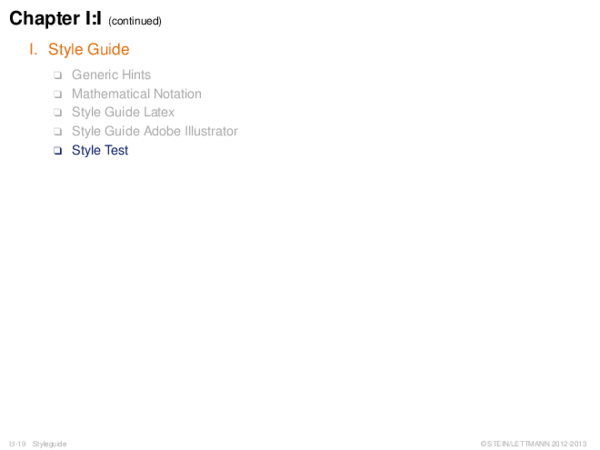 Chapter I:I (continued)
I. Style Guide
❑ Generic Hints
❑ Mathematical Notation
❑ Style Guide Latex
❑ Style Guide Adobe Illustrator
❑ Style Test
I:I-19 Styleguide
© STEIN/LETTMANN 2012-2013